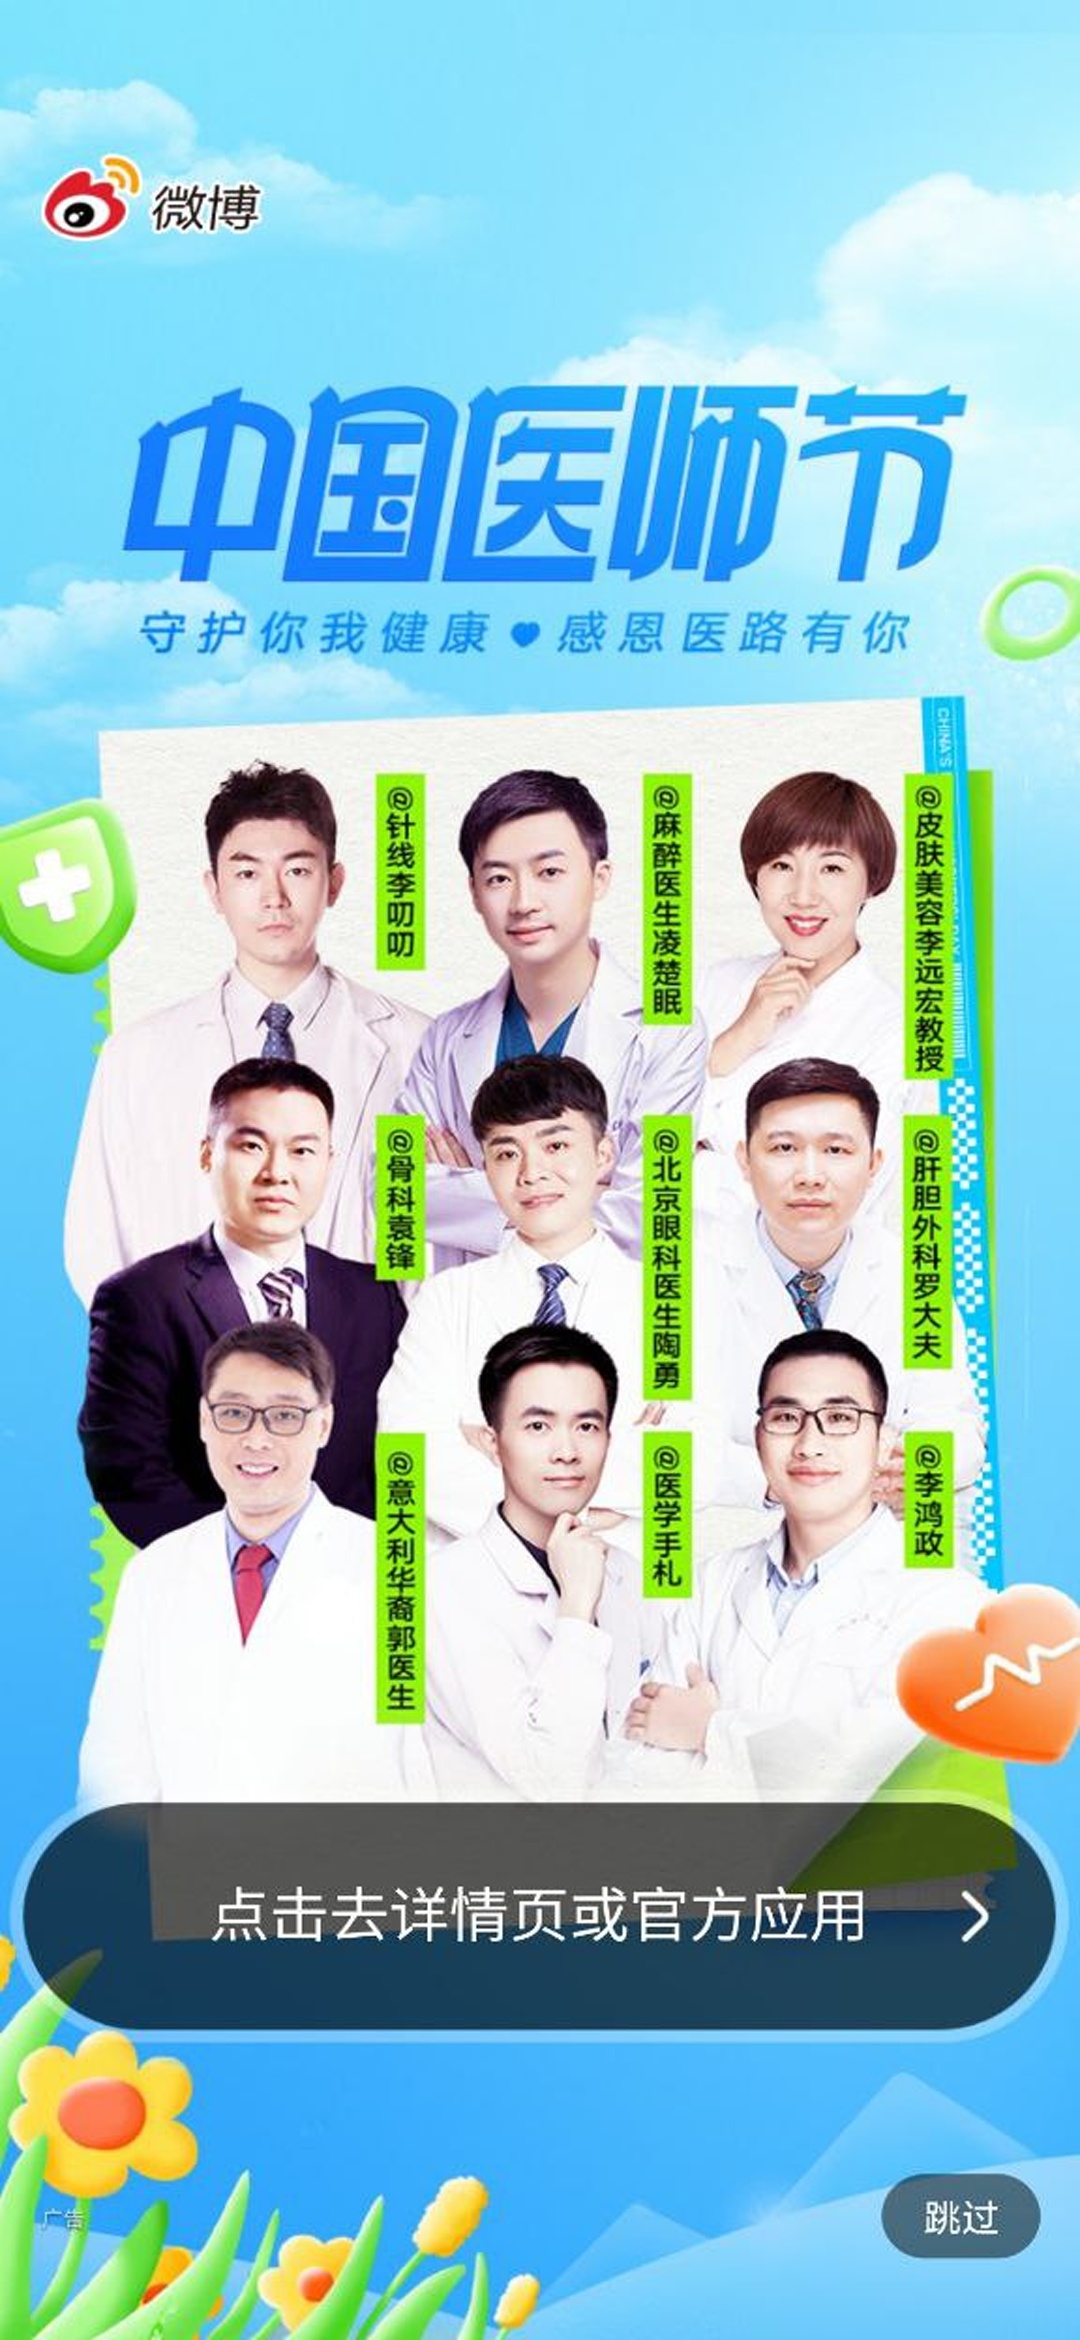 微博
中国医师节
守护你我健康♥感恩医路有你
CHINA'S
@针线李叨叨
@麻醉医生凌楚眠
@皮肤美容李远宏教授
@骨科袁锋
@北京眼科医生陶勇
@肝胆外科罗大夫
@意大利华裔郭医生
@医学手札
@李鸿政
点击去详情页或官方应用
广告
跳过